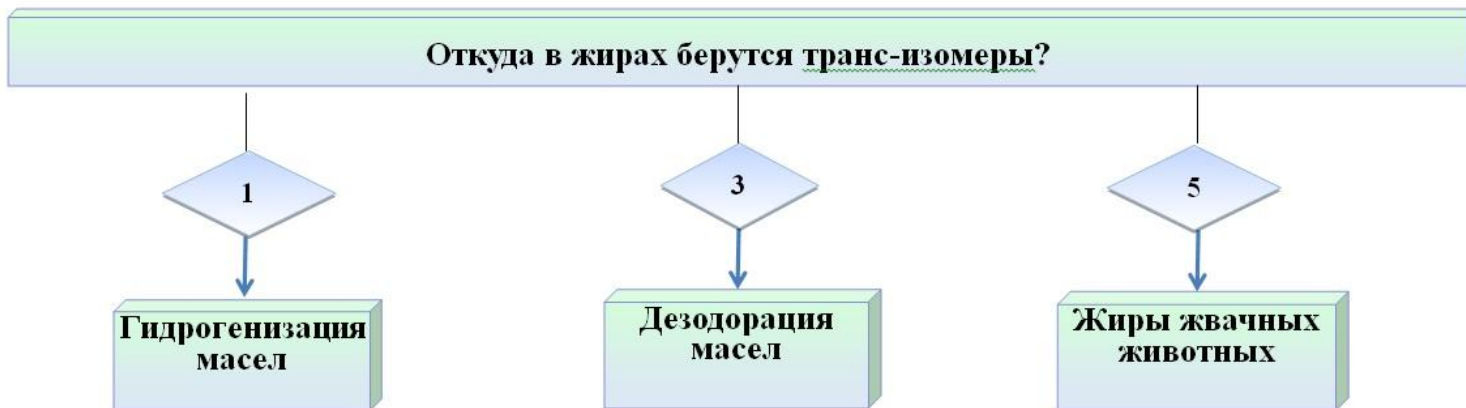 Откуда в жирах берутся транс-изомеры?
1
3
5
Гидрогенизация
масел
Дезодорация
масел
Жиры жвачных
животных